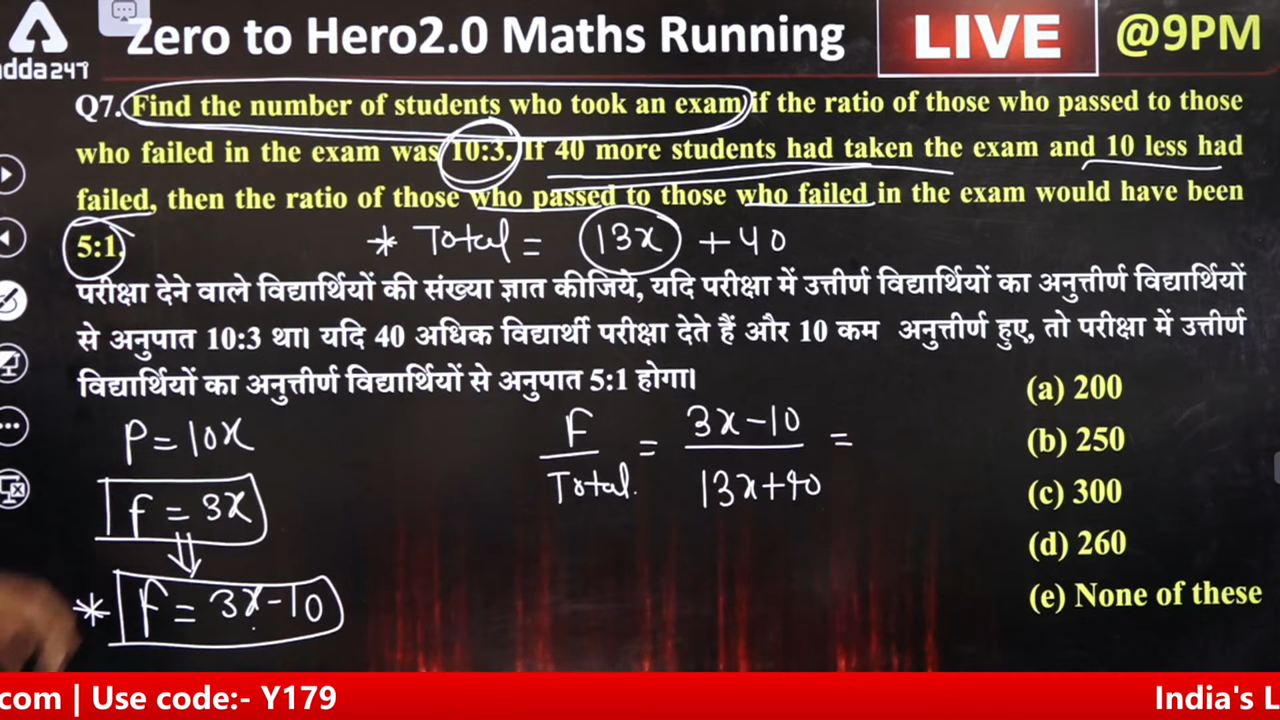 Zero to Hero2.0 Maths Running LIVE @9PM
adda247
Q7. Find the number of students who took an exam if the ratio of those who passed to those
who failed in the exam was 10:3. If 40 more students had taken the exam and 10 less had
failed, then the ratio of those who passed to those who failed in the exam would have been
5:1.
* Total = 13x + 40
परीक्षा देने वाले विद्यार्थियों की संख्या ज्ञात कीजिये, यदि परीक्षा में उत्तीर्ण विद्यार्थियों का अनुत्तीर्ण विद्यार्थियों
से अनुपात 10:3 था। यदि 40 अधिक विद्यार्थी परीक्षा देते हैं और 10 कम अनुत्तीर्ण हुए, तो परीक्षा में उत्तीर्ण
विद्यार्थियों का अनुत्तीर्ण विद्यार्थियों से अनुपात 5:1 होगा।
(a) 200
(b) 250
(c) 300
(d) 260
(e) None of these
P = 10x
f = 3x
* f = 3x-10
F = 3x-10 =
Total. 13x+40
com | Use code:- Y179
India's L